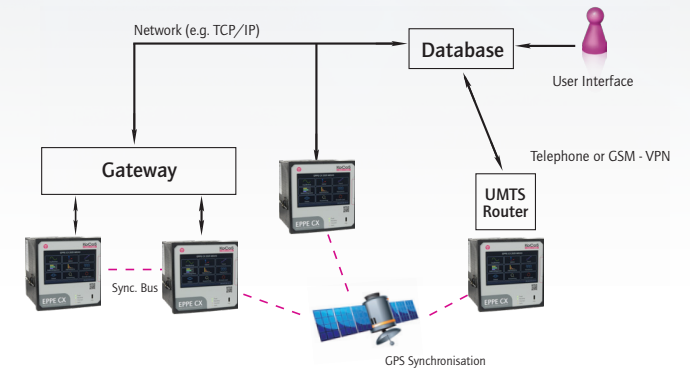 Network (e.g. TCP/IP)
Database
User Interface
Telephone or GSM - VPN
Gateway
UMTS
Router
EPPE CX
EPPE CX
Sync. Bus
EPPE CX
EPPE CX
GPS Synchronisation